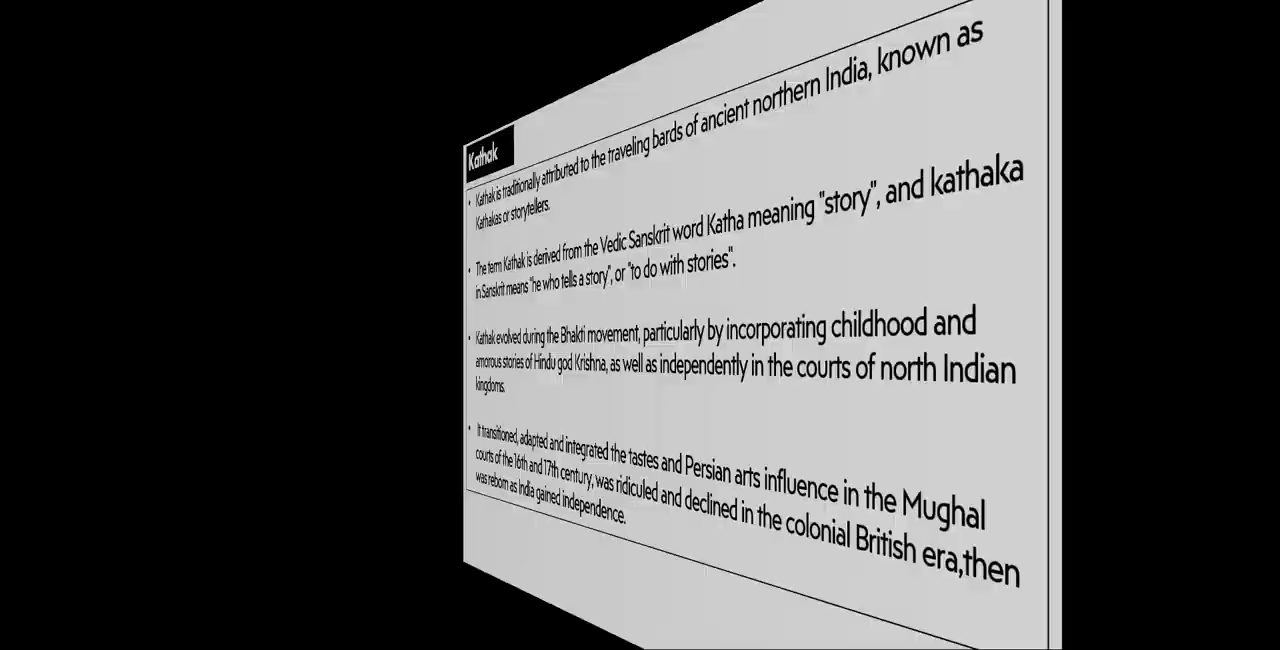 Kathak
• Kathak is traditionally attributed to the traveling bards of ancient northern India, known as
Kathakas or storytellers.
• The term Kathak is derived from the Vedic Sanskrit word Katha meaning "story", and kathaka
in Sanskrit means "he who tells a story", or "to do with stories".
• Kathak evolved during the Bhakti movement, particularly by incorporating childhood and
amorous stories of Hindu god Krishna, as well as independently in the courts of north Indian
kingdoms.
• It transitioned, adapted and integrated the tastes and Persian arts influence in the Mughal
courts of the 16th and 17th century, was ridiculed and declined in the colonial British era,then
was reborn as India gained independence.